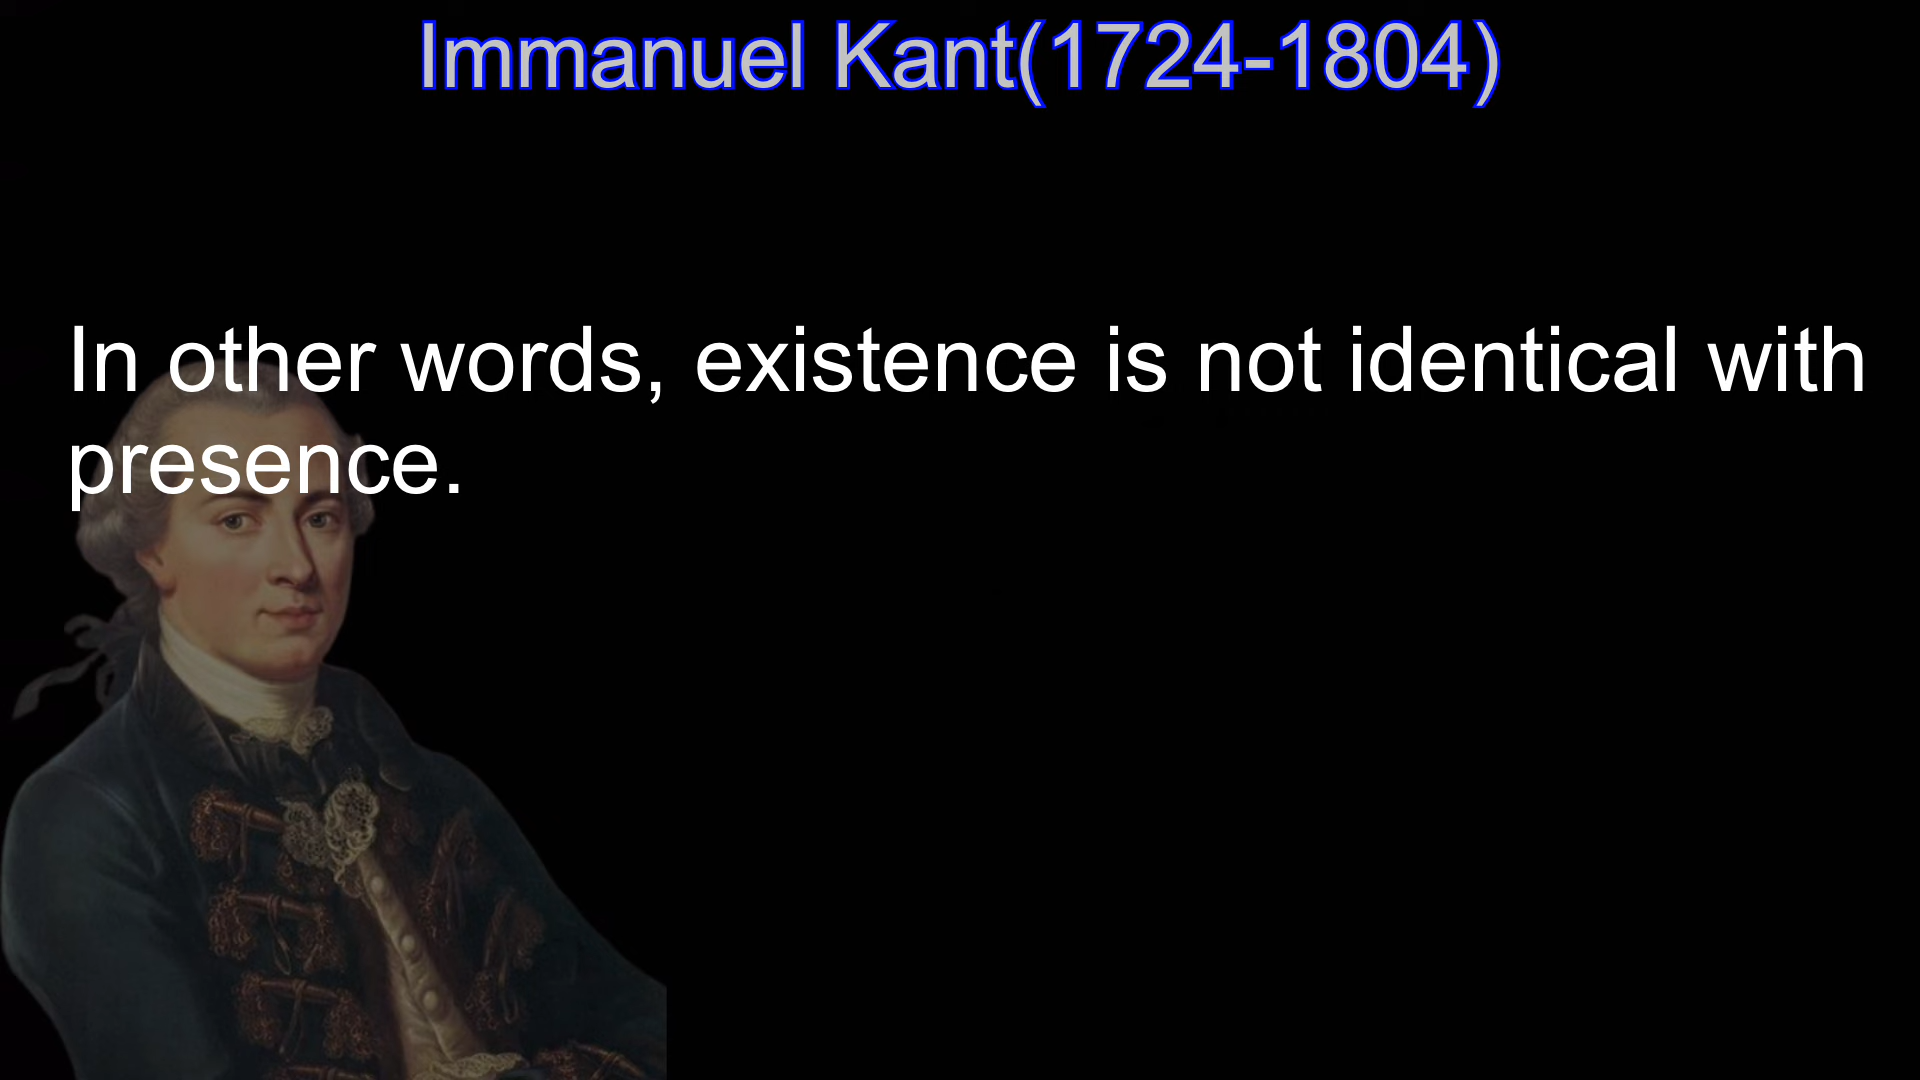 Immanuel Kant(1724-1804)
In other words, existence is not identical with
presence.